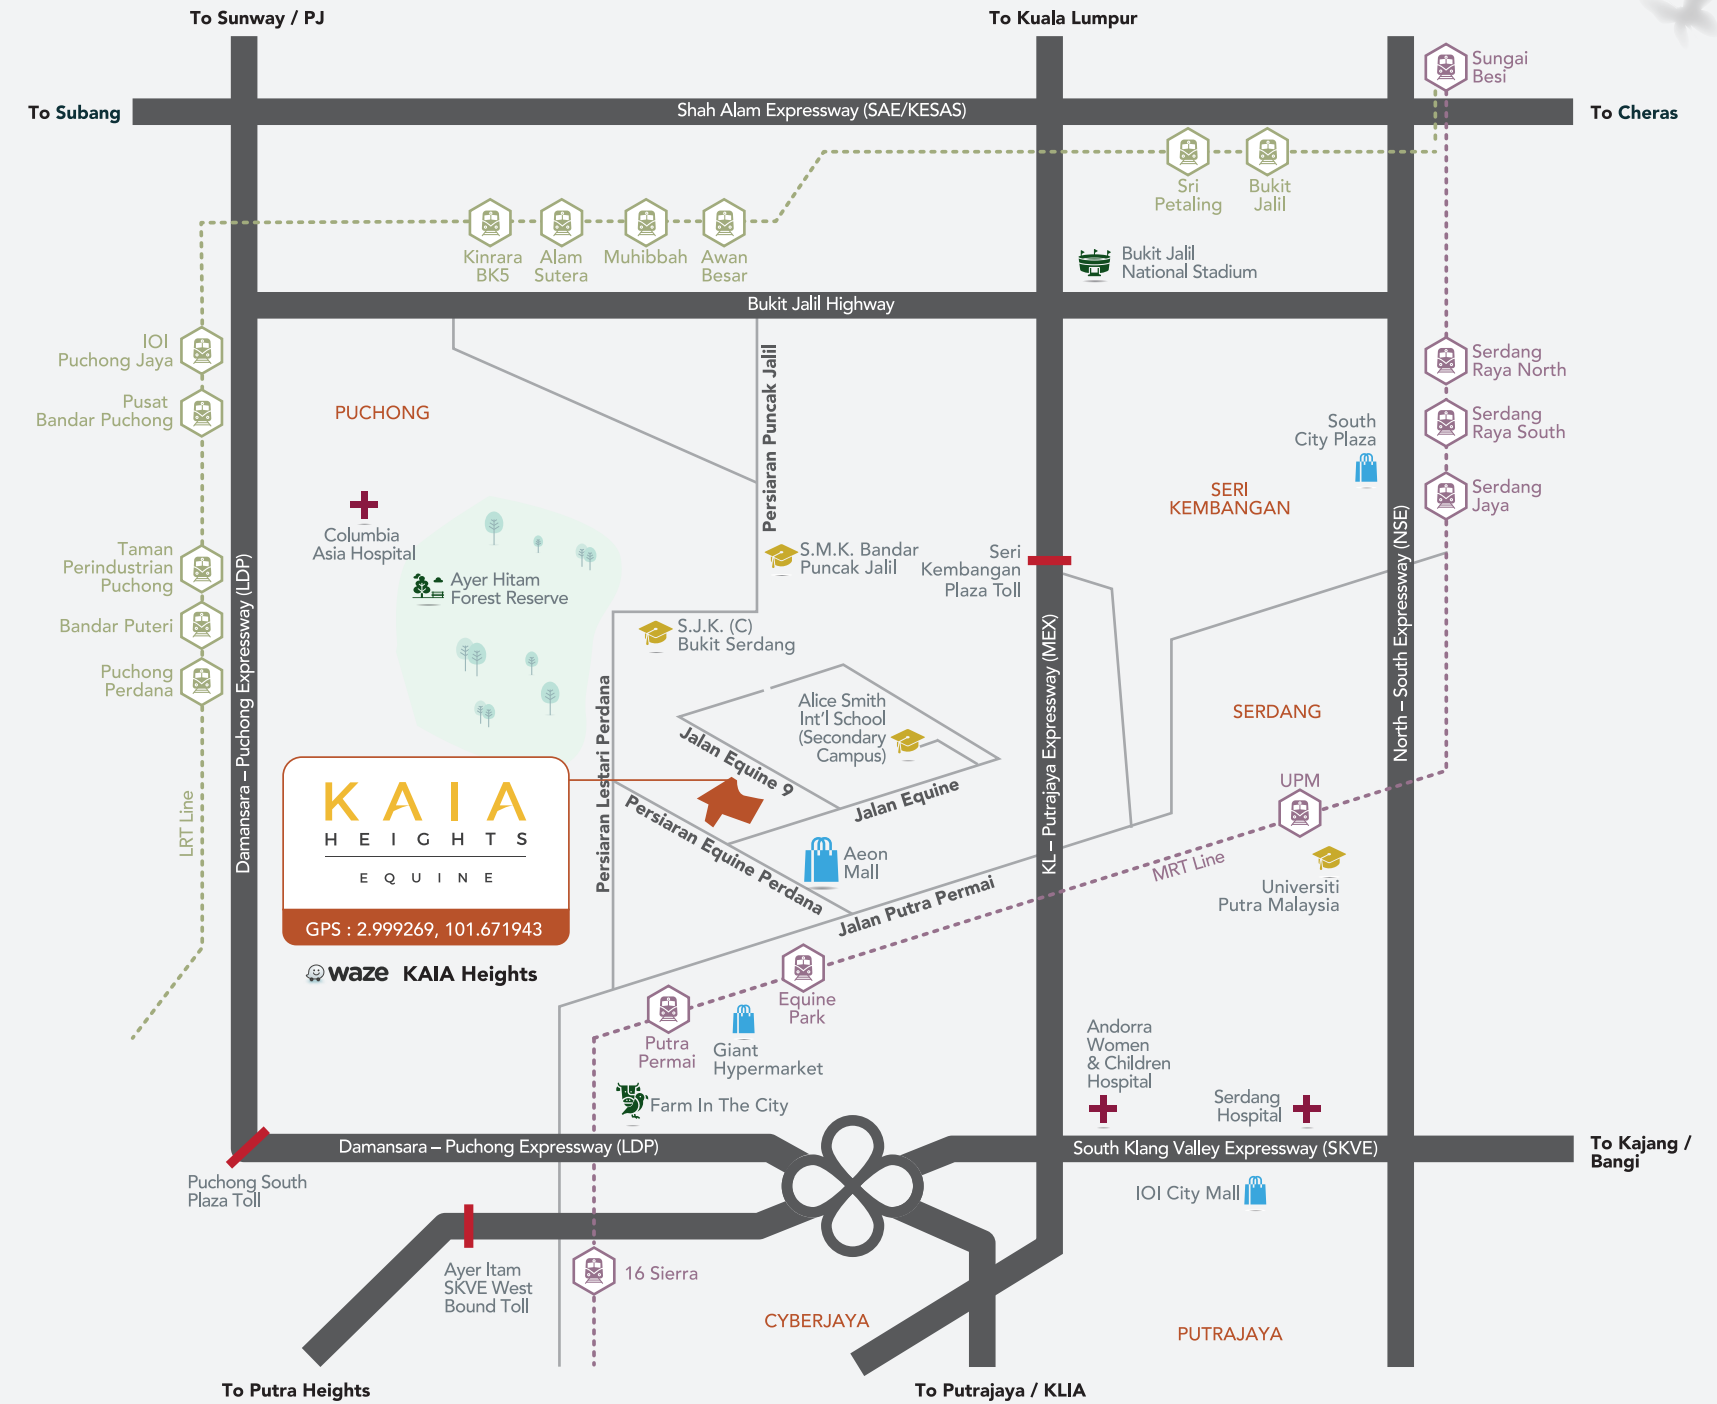 To Sunway / PJ
To Kuala Lumpur
Sungai
Besi
To Subang
Shah Alam Expressway (SAE/KESAS)
To Cheras
Sri
Petaling
Bukit
Jalil
Kinrara
BK5
Alam
Sutera
Muhibbah
Awan
Besar
Bukit Jalil
National Stadium
Bukit Jalil Highway
IOI
Puchong Jaya
Pusat
Bandar Puchong
PUCHONG
Persiaran Puncak Jalil
Serdang
Raya North
Serdang
Raya South
South
City Plaza
SERI
KEMBANGAN
Serdang
Jaya
Columbia
Asia Hospital
Ayer Hitam
Forest Reserve
S.M.K. Bandar
Puncak Jalil
Seri
Kembangan
Plaza Toll
Taman
Perindustrian
Puchong
Bandar Puteri
Puchong
Perdana
Damansara – Puchong Expressway (LDP)
S.J.K. (C)
Bukit Serdang
Persiaran Lestari Perdana
Alice Smith
Int'l School
(Secondary
Campus)
Jalan Equine 9
Jalan Equine
Persiaran Equine Perdana
KL – Putrajaya Expressway (MEX)
North – South Expressway (NSE)
SERDANG
UPM
LRT Line
KAIA
HEIGHTS
EQUINE
GPS : 2.999269, 101.671943
waze KAIA Heights
Aeon
Mall
Jalan Putra Permai
MRT Line
Universiti
Putra Malaysia
Equine
Park
Putra
Permai
Giant
Hypermarket
Farm In The City
Andorra
Women
& Children
Hospital
Serdang
Hospital
Damansara – Puchong Expressway (LDP)
South Klang Valley Expressway (SKVE)
To Kajang /
Bangi
Puchong South
Plaza Toll
IOI City Mall
Ayer Itam
SKVE West
Bound Toll
16 Sierra
CYBERJAYA
PUTRAJAYA
To Putra Heights
To Putrajaya / KLIA